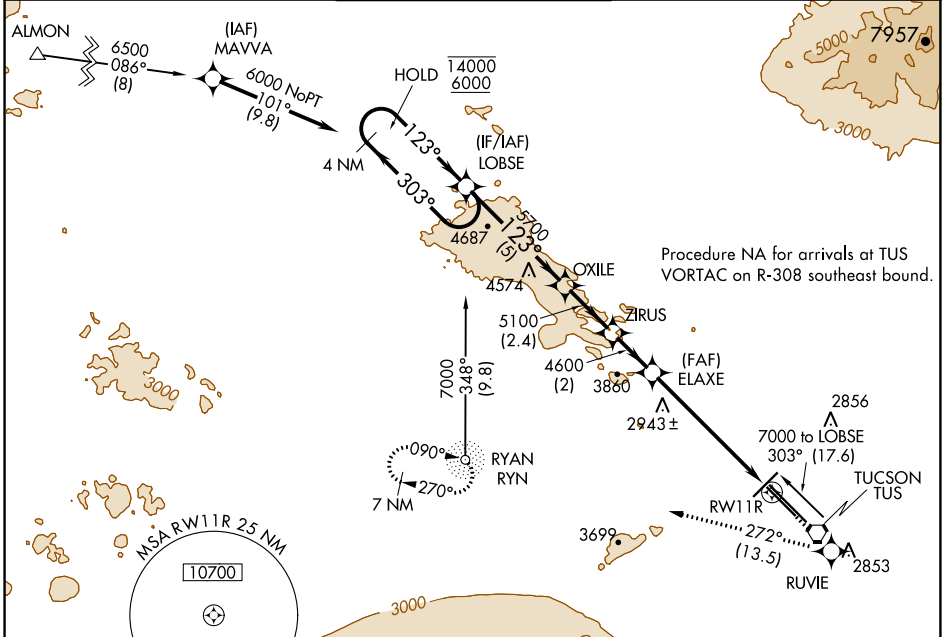 ALMON
6500
086°
(8)
(IAF)
MAVVA
6000 NoPT
101°
(9.8)
HOLD
14000
6000
4 NM
123°
303°
(IF/IAF)
LOBSE
5000
7957
3000
4687
5700
123°
(5)
4574
OXILE
Procedure NA for arrivals at TUS
VORTAC on R-308 southeast bound.
5100
(2.4)
ZIRUS
4600
(2)
3860
(FAF)
ELAXE
2943±
3000
7000
348°
(9.8)
090°
270°
7 NM
RYAN
RYN
2856
7000 to LOBSE
303° (17.6)
TUCSON
TUS
RW11R
272°
(13.5)
2853
RUVIE
3699
MSA RW11R 25 NM
10700
3000